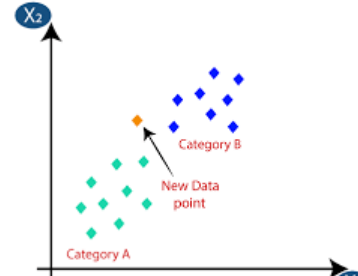 X₂
Category B
New Data
point
Category A